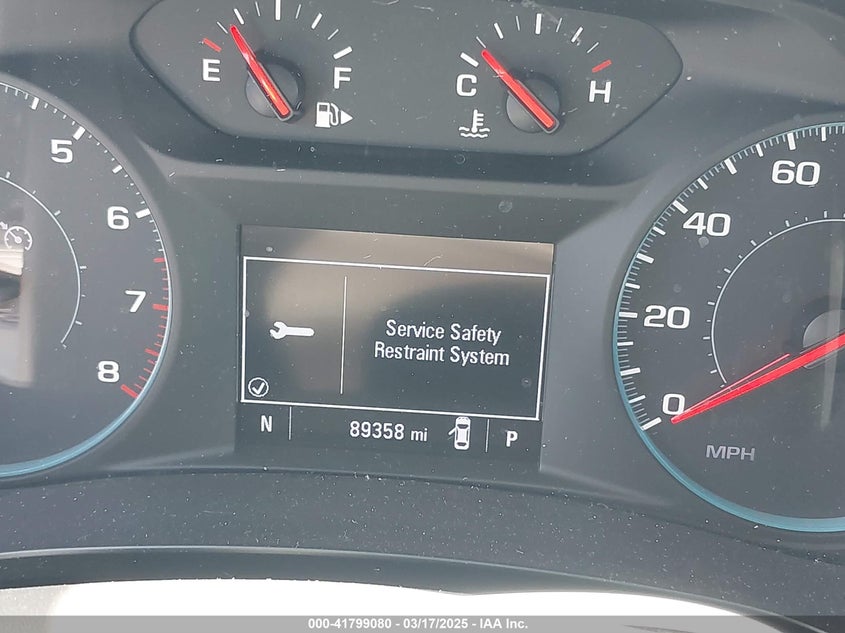 E F
C H
5
6
7
8
0
20
40
60
MPH
Service Safety
Restraint System
N 89358 mi P
000-41799080 - 03/17/2025 - IAA Inc.